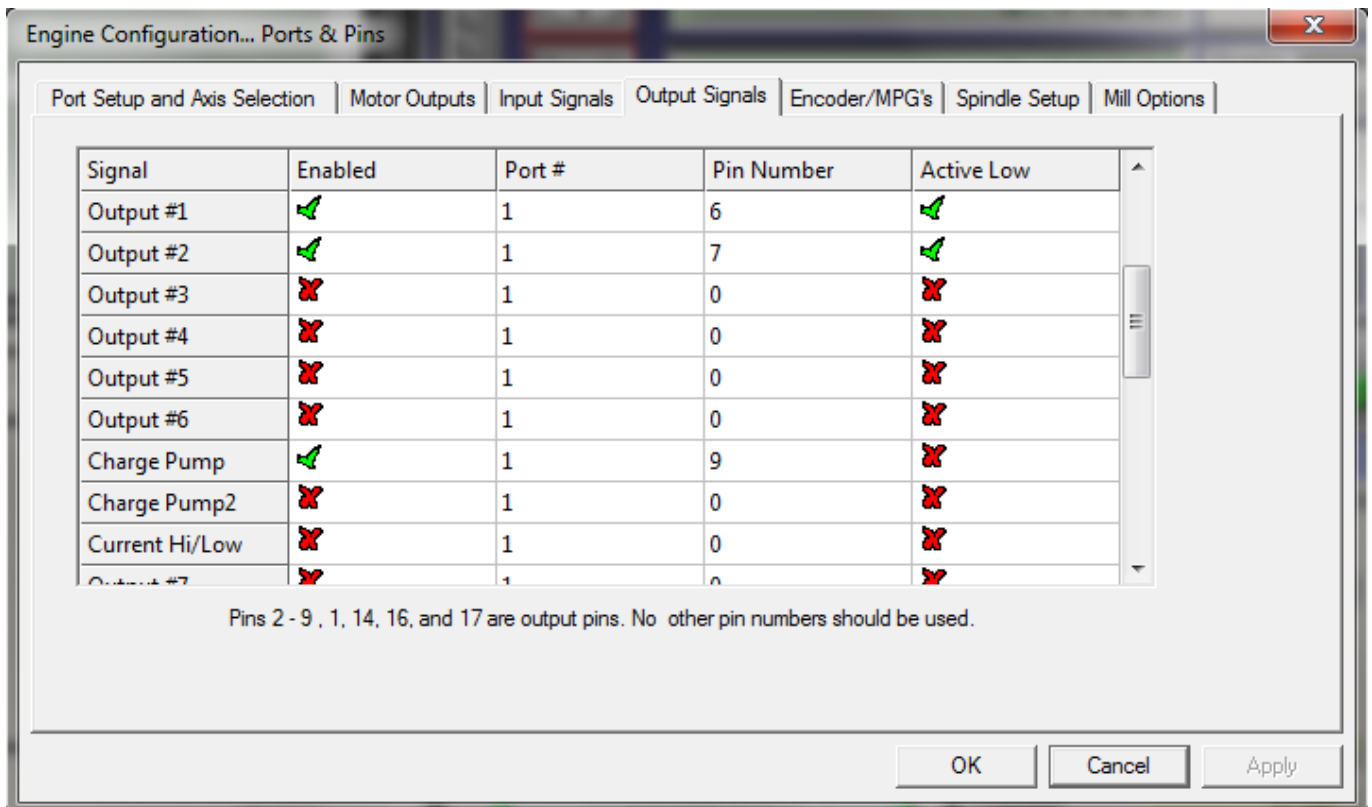 Engine Configuration... Ports & Pins
Port Setup and Axis Selection Motor Outputs Input Signals Output Signals Encoder/MPG's Spindle Setup Mill Options
Signal Enabled Port # Pin Number Active Low
Output #1 1 6
Output #2 1 7
Output #3 1 0
Output #4 1 0
Output #5 1 0
Output #6 1 0
Charge Pump 1 9
Charge Pump2 1 0
Current Hi/Low 1 0
Output #7 1 0
Pins 2 - 9 , 1, 14, 16, and 17 are output pins. No other pin numbers should be used.
OK Cancel Apply